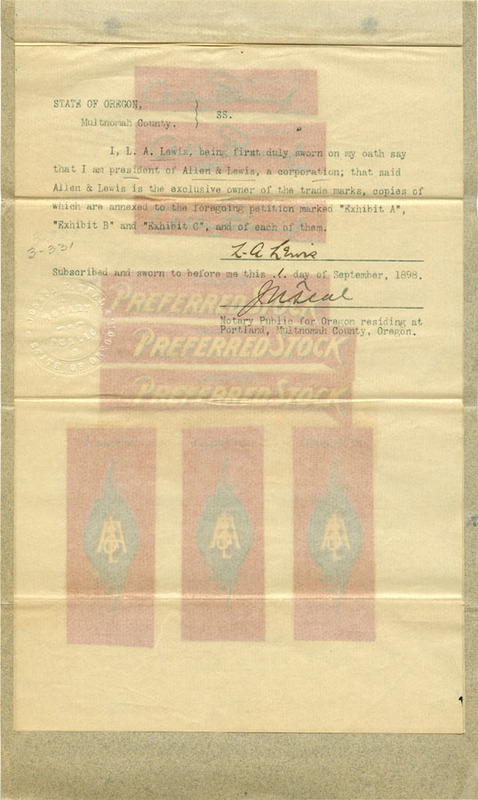 STATE OF OREGON, } SS.
Multnomah County.
I, L. A. Lewis, being first duly sworn on my oath say
that I am president of Allen & Lewis, a corporation; that said
Allen & Lewis is the exclusive owner of the trade marks, copies of
which are annexed to the foregoing petition marked "Exhibit A",
"Exhibit B" and "Exhibit C", and of each of them.
3-331
L. A. Lewis
Subscribed and sworn to before me this 1. day of September, 1898.
Notary Public for Oregon residing at
Portland, Multnomah County, Oregon.
PREFERRED STOCK
PREFERRED STOCK
PREFERRED STOCK